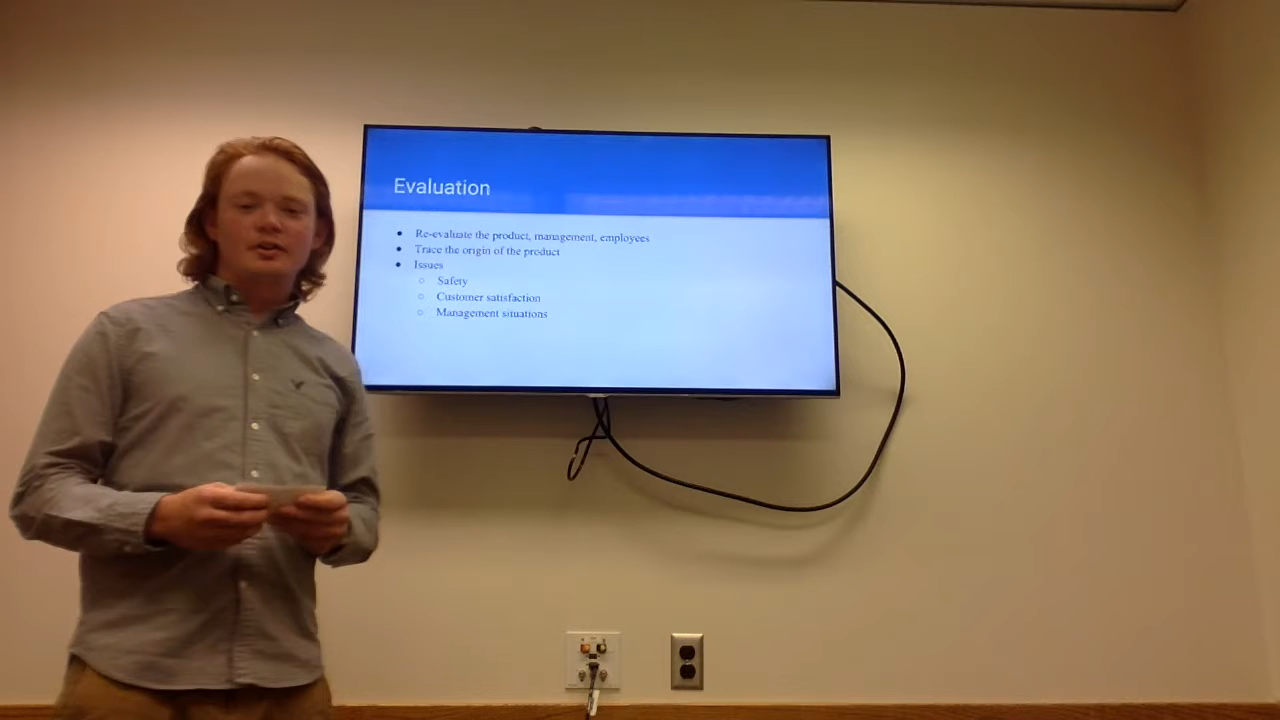 Evaluation
● Re-evaluate the product, management, employees
● Trace the origin of the product
● Issues
○ Safety
○ Customer satisfaction
○ Management situations